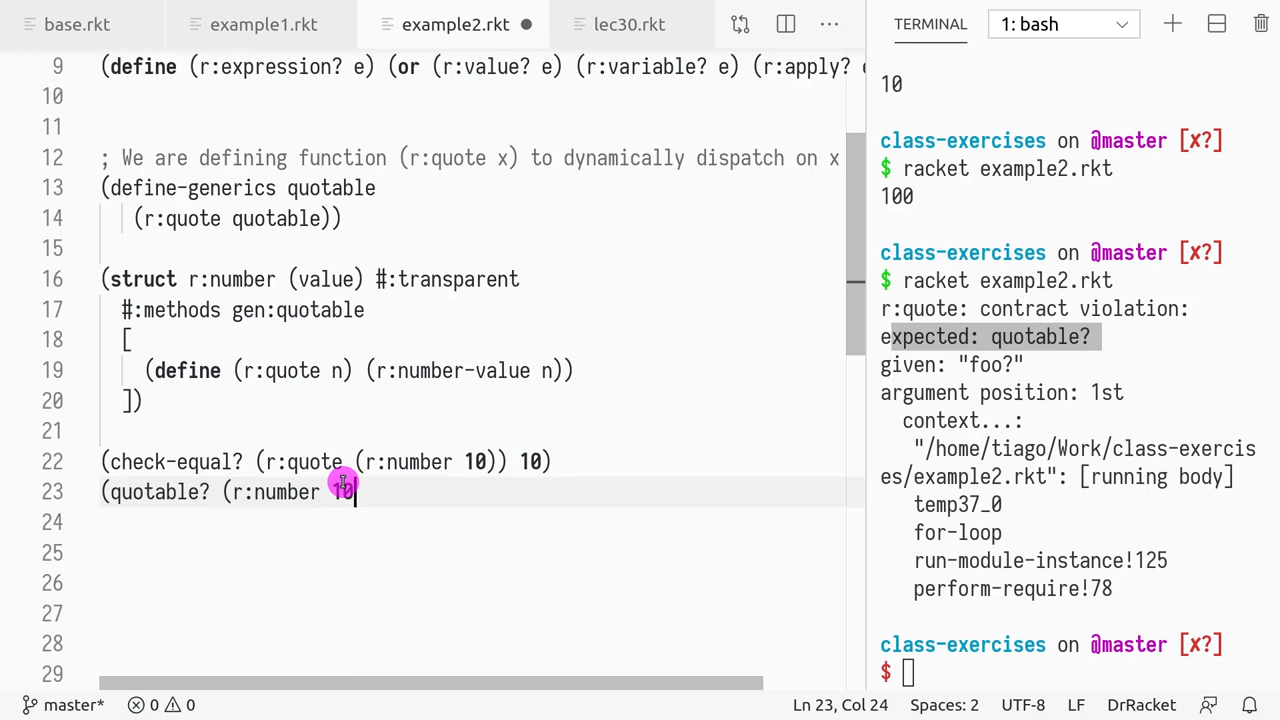 base.rkt example1.rkt example2.rkt lec30.rkt
TERMINAL 1: bash
9 (define (r:expression? e) (or (r:value? e) (r:variable? e) (r:apply? e
10
11
12 ; We are defining function (r:quote x) to dynamically dispatch on x
13 (define-generics quotable
14 (r:quote quotable))
15
16 (struct r:number (value) #:transparent
17 #:methods gen:quotable
18 [
19 (define (r:quote n) (r:number-value n))
20 ])
21
22 (check-equal? (r:quote (r:number 10)) 10)
23 (quotable? (r:number 10
24
25
26
27
28
29
10
class-exercises on @master [✗?]
$ racket example2.rkt
100
class-exercises on @master [✗?]
$ racket example2.rkt
r:quote: contract violation:
expected: quotable?
given: "foo?"
argument position: 1st
context...:
"/home/tiago/Work/class-exercis
es/example2.rkt": [running body]
temp37_0
for-loop
run-module-instance!125
perform-require!78
class-exercises on @master [✗?]
$
master* 0 0 Ln 23, Col 24 Spaces: 2 UTF-8 LF DrRacket